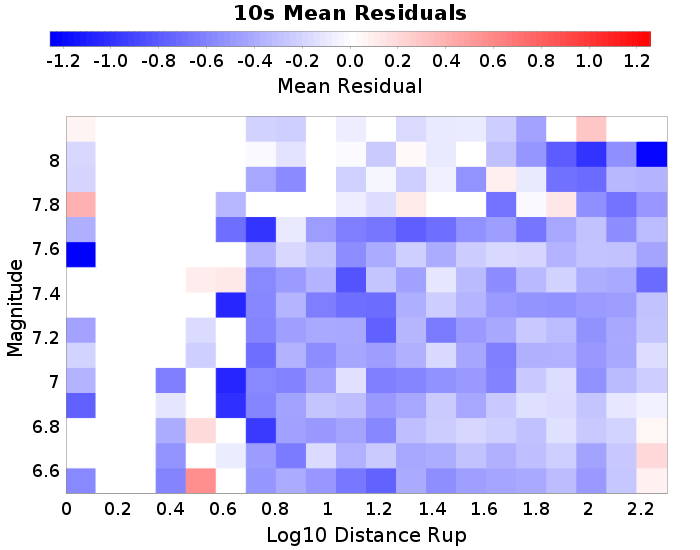 10s Mean Residuals
-1.2 -1.0 -0.8 -0.6 -0.4 -0.2 0.0 0.2 0.4 0.6 0.8 1.0 1.2
Mean Residual
8
7.8
7.6
7.4
7.2
7
6.8
6.6
Magnitude
0 0.2 0.4 0.6 0.8 1 1.2 1.4 1.6 1.8 2 2.2
Log10 Distance Rup